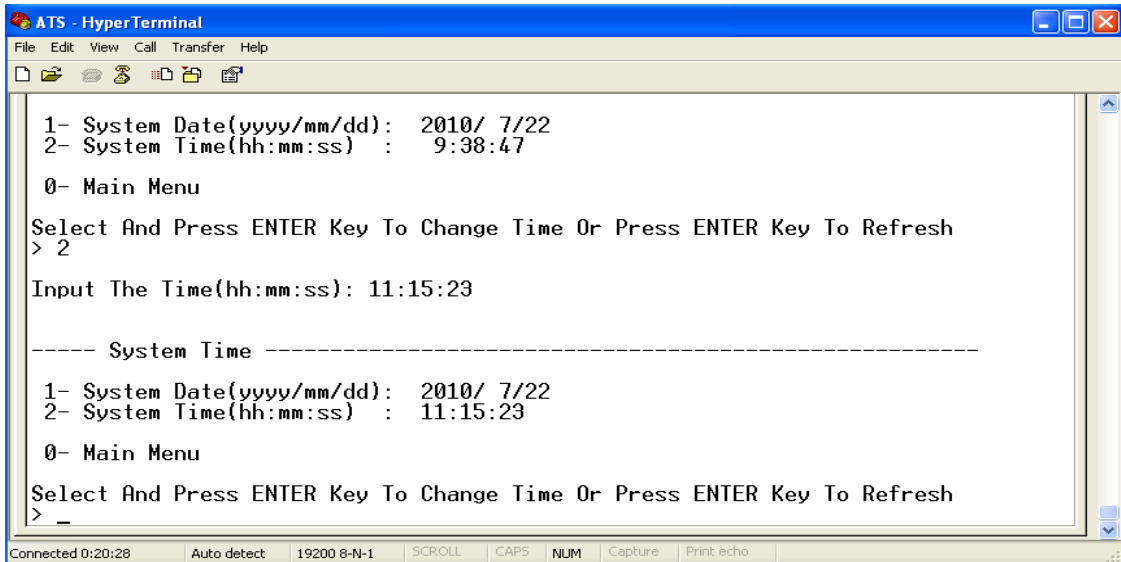 ATS - HyperTerminal
File Edit View Call Transfer Help
1- System Date(yyyy/mm/dd): 2010/ 7/22
2- System Time(hh:mm:ss) : 9:38:47
0- Main Menu
Select And Press ENTER Key To Change Time Or Press ENTER Key To Refresh
> 2
Input The Time(hh:mm:ss): 11:15:23
----- System Time -------------------------------------------------------
1- System Date(yyyy/mm/dd): 2010/ 7/22
2- System Time(hh:mm:ss) : 11:15:23
0- Main Menu
Select And Press ENTER Key To Change Time Or Press ENTER Key To Refresh
> _
Connected 0:20:28 Auto detect 19200 8-N-1 SCROLL CAPS NUM Capture Print echo